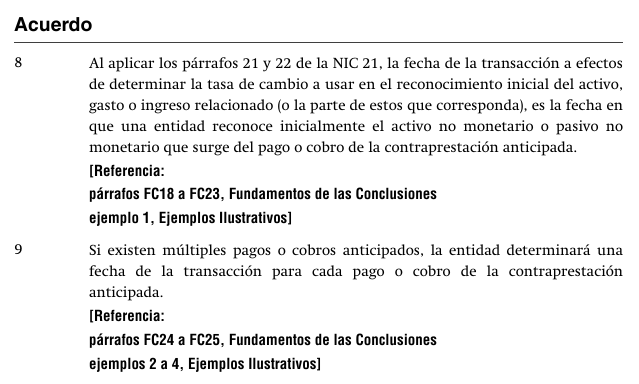 Acuerdo
8 Al aplicar los párrafos 21 y 22 de la NIC 21, la fecha de la transacción a efectos
de determinar la tasa de cambio a usar en el reconocimiento inicial del activo,
gasto o ingreso relacionado (o la parte de estos que corresponda), es la fecha en
que una entidad reconoce inicialmente el activo no monetario o pasivo no
monetario que surge del pago o cobro de la contraprestación anticipada.
[Referencia:
párrafos FC18 a FC23, Fundamentos de las Conclusiones
ejemplo 1, Ejemplos Ilustrativos]
9 Si existen múltiples pagos o cobros anticipados, la entidad determinará una
fecha de la transacción para cada pago o cobro de la contraprestación
anticipada.
[Referencia:
párrafos FC24 a FC25, Fundamentos de las Conclusiones
ejemplos 2 a 4, Ejemplos Ilustrativos]